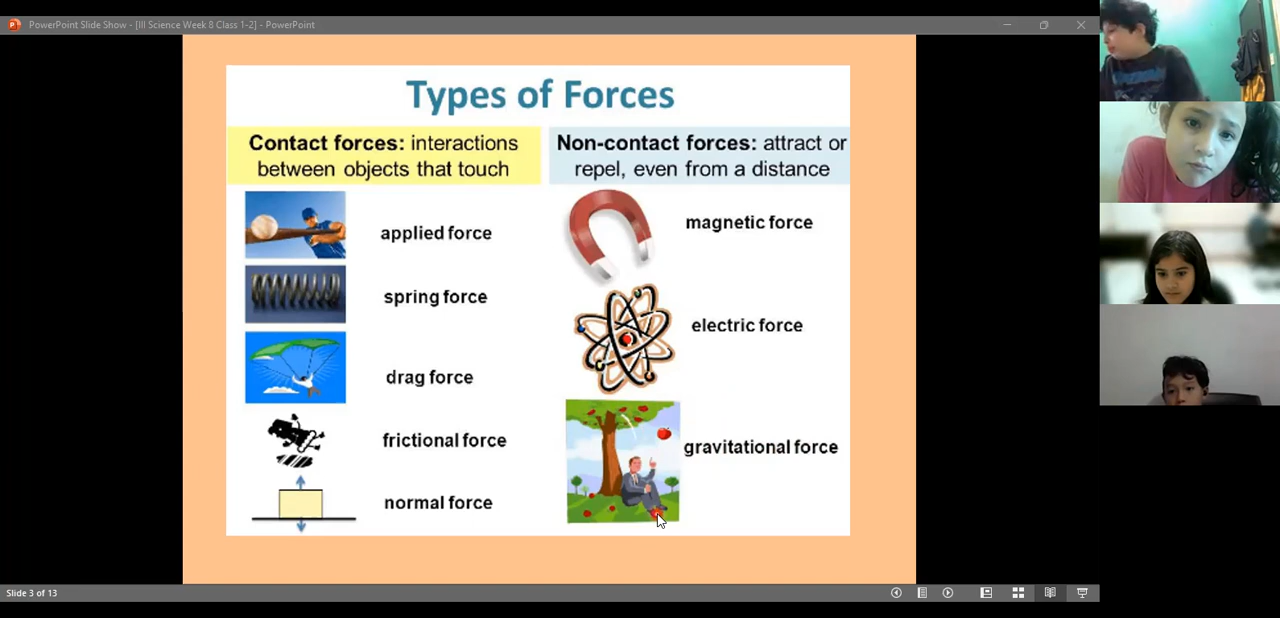 PowerPoint Slide Show - [III Science Week 8 Class 1-2] - PowerPoint
Types of Forces
Contact forces: interactions
between objects that touch
applied force
spring force
drag force
frictional force
normal force
Non-contact forces: attract or
repel, even from a distance
magnetic force
electric force
gravitational force
Slide 3 of 13